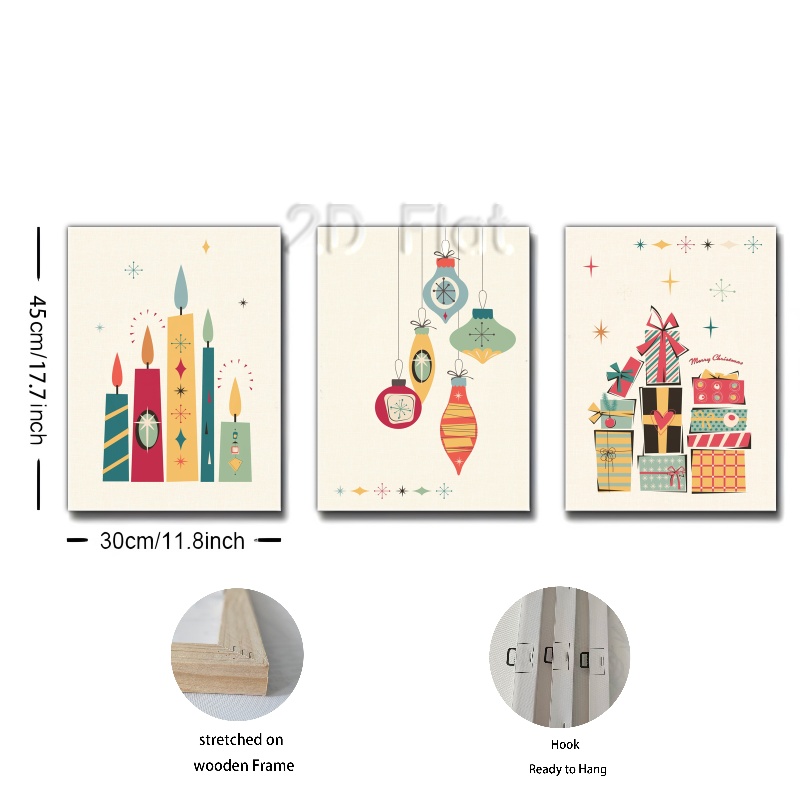 2D Flat
45cm/17.7inch
Merry Christmas
30cm/11.8inch
stretched on
wooden Frame
Hook
Ready to Hang